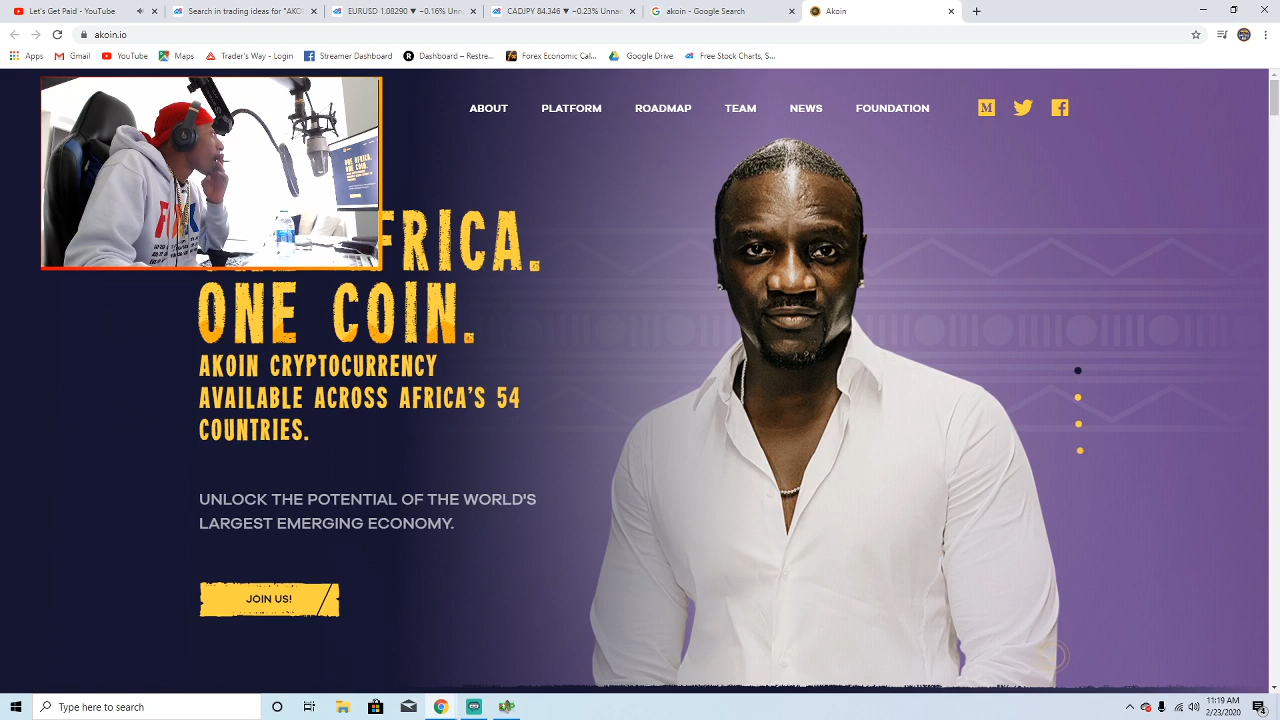 Let's Get Paid - YouTube
Search in trading ideas for "AKO
EURUSD 1.08290 ▼ −0.16% Unna
CADJPY 84.346 ▼ −0.23% Unnam
akoin - Google Search
Akoin
akoin.io
Apps
Gmail
YouTube
Maps
Trader's Way - Login
Streamer Dashboard
Dashboard – Restre...
Forex Economic Cal...
Google Drive
Free Stock Charts, S...
ABOUT
PLATFORM
ROADMAP
TEAM
NEWS
FOUNDATION
FRICA.
ONE COIN.
AKOIN CRYPTOCURRENCY
AVAILABLE ACROSS AFRICA'S 54
COUNTRIES.
UNLOCK THE POTENTIAL OF THE WORLD'S
LARGEST EMERGING ECONOMY.
JOIN US!
Type here to search
11:19 AM
2/23/2020
4